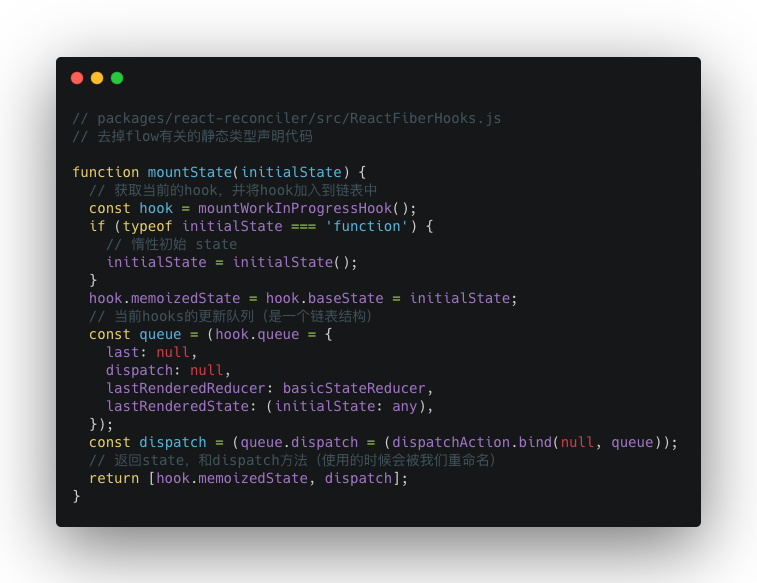 // packages/react-reconciler/src/ReactFiberHooks.js
// 去掉flow有关的静态类型声明代码

function mountState(initialState) {
  // 获取当前的hook，并将hook加入到链表中
  const hook = mountWorkInProgressHook();
  if (typeof initialState === 'function') {
    // 惰性初始 state
    initialState = initialState();
  }
  hook.memoizedState = hook.baseState = initialState;
  // 当前hooks的更新队列（是一个链表结构）
  const queue = (hook.queue = {
    last: null,
    dispatch: null,
    lastRenderedReducer: basicStateReducer,
    lastRenderedState: (initialState: any),
  });
  const dispatch = (queue.dispatch = (dispatchAction.bind(null, queue));
  // 返回state，和dispatch方法（使用的时候会被我们重命名）
  return [hook.memoizedState, dispatch];
}